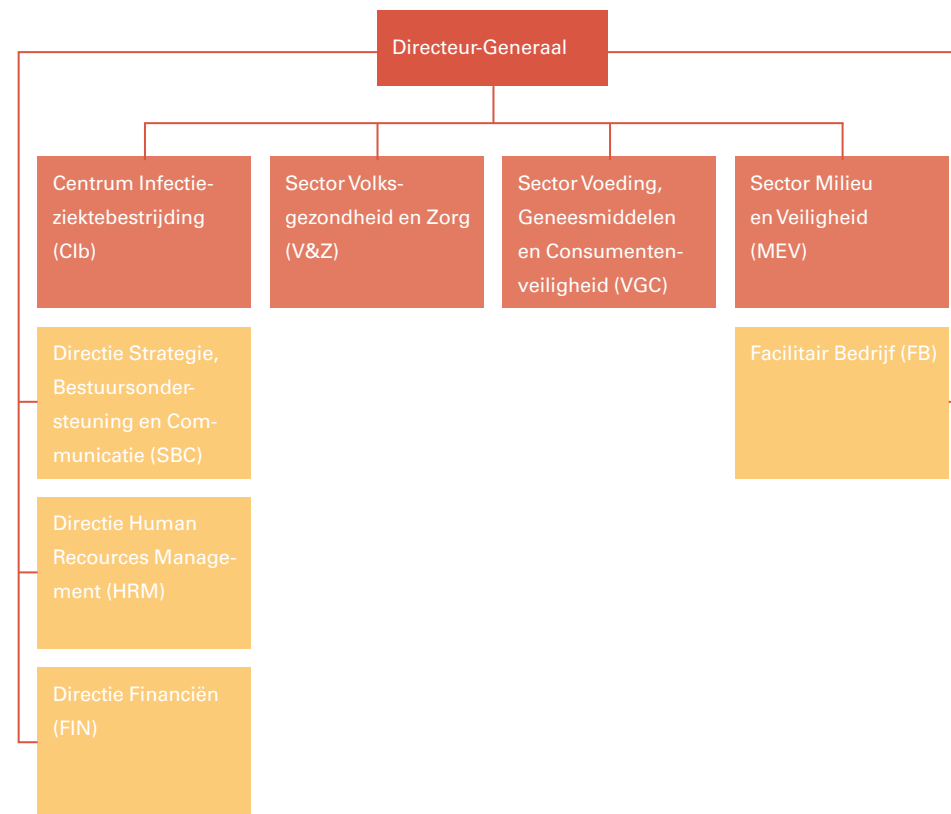 Directeur-Generaal
Centrum Infectie-
ziektebestrijding
(CIb)
Sector Volks-
gezondheid en Zorg
(V&Z)
Sector Voeding,
Geneesmiddelen
en Consumenten-
veiligheid (VGC)
Sector Milieu
en Veiligheid
(MEV)
Directie Strategie,
Bestuursonder-
steuning en Com-
municatie (SBC)
Facilitair Bedrijf (FB)
Directie Human
Recources Manage-
ment (HRM)
Directie Financiën
(FIN)